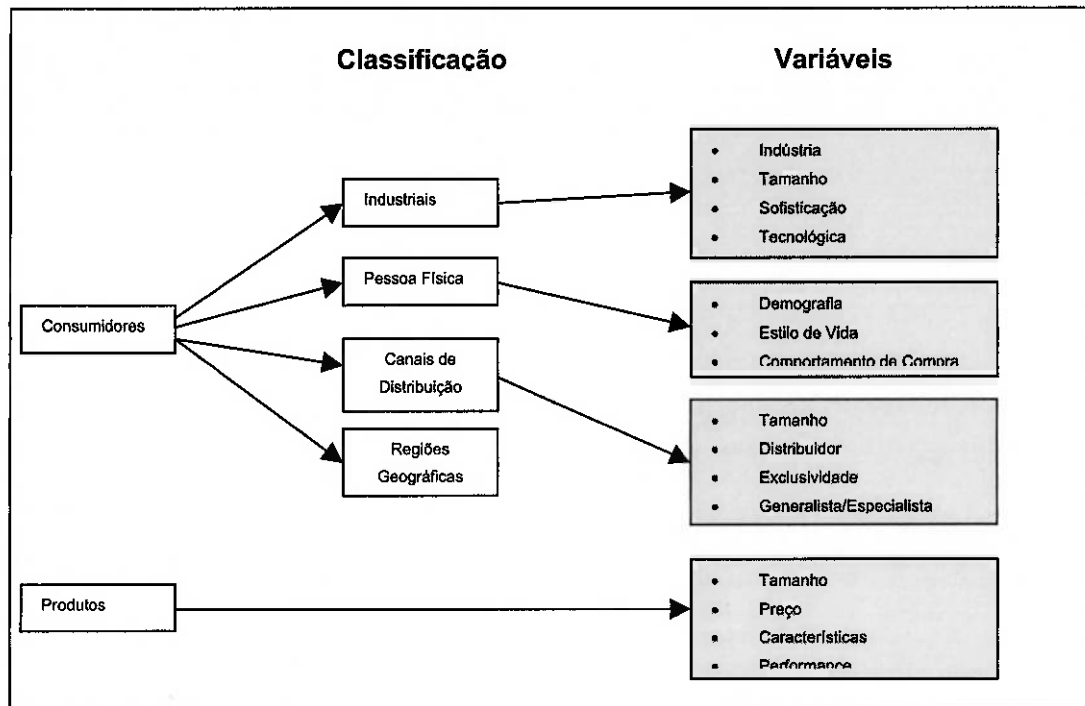 Classificação
Variáveis
Consumidores
Industriais
Pessoa Física
Canais de
Distribuição
Regiões
Geográficas
• Indústria
• Tamanho
• Sofisticação
• Tecnológica
• Demografia
• Estilo de Vida
• Comportamento de Compra
• Tamanho
• Distribuidor
• Exclusividade
• Generalista/Especialista
Produtos
• Tamanho
• Preço
• Características
• Performance